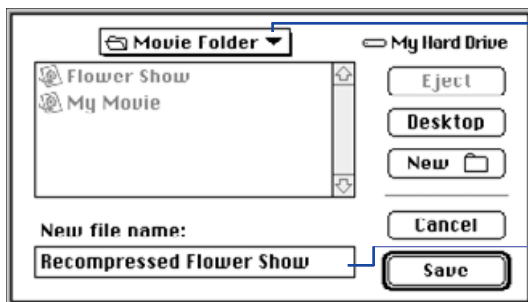 Movie Folder
My Hard Drive
Flower Show
My Movie
Eject
Desktop
New
New file name:
Recompressed Flower Show
Cancel
Save